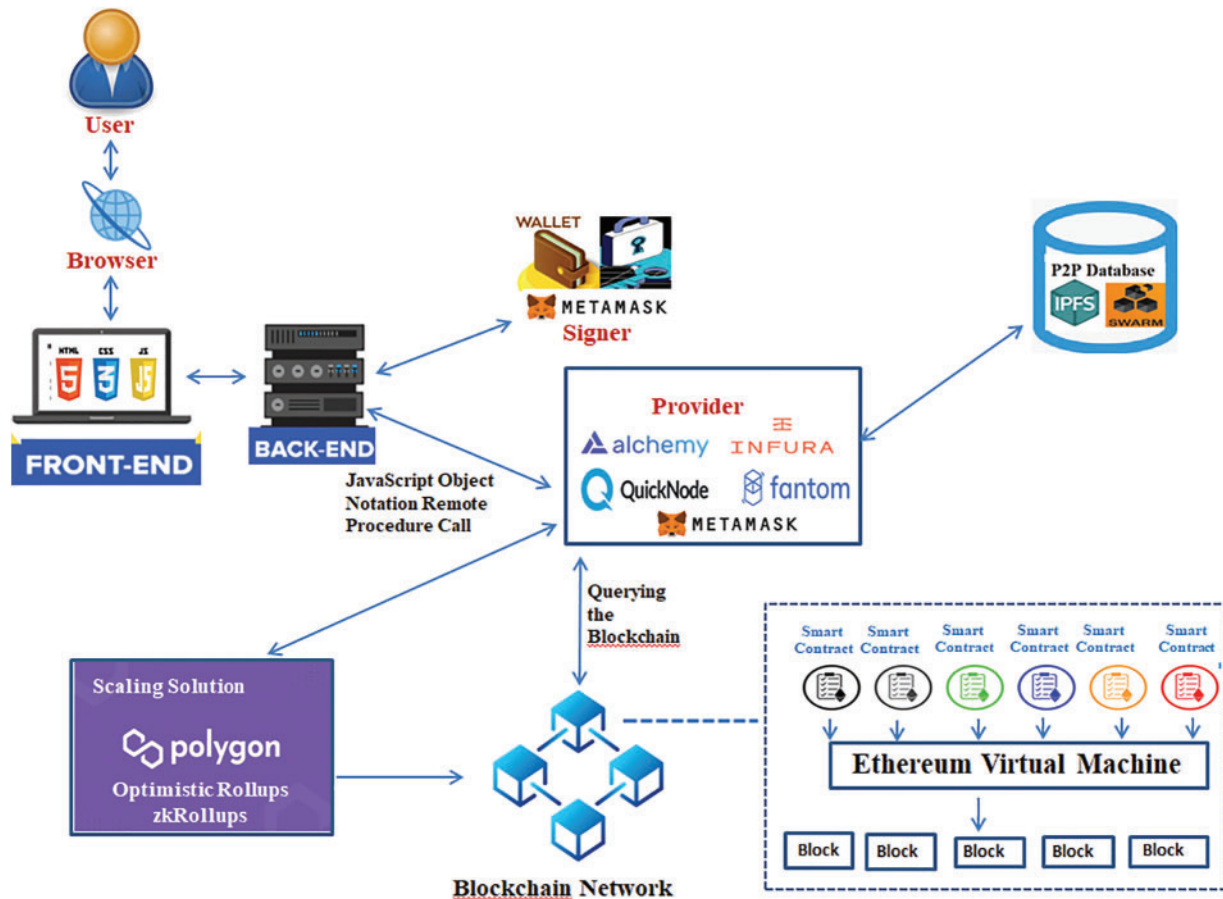 User
Browser
HTML
CSS
JS
5
3
JS
FRONT-END
BACK-END
WALLET
METAMASK
Signer
P2P Database
IPFS
SWARM
Provider
alchemy
INFURA
QuickNode
fantom
METAMASK
JavaScript Object
Notation Remote
Procedure Call
Querying
the
Blockchain
Scaling Solution
polygon
Optimistic Rollups
zkRollups
Blockchain Network
Smart
Contract
Smart
Contract
Smart
Contract
Smart
Contract
Smart
Contract
Smart
Contract
Ethereum Virtual Machine
Block
Block
Block
Block
Block